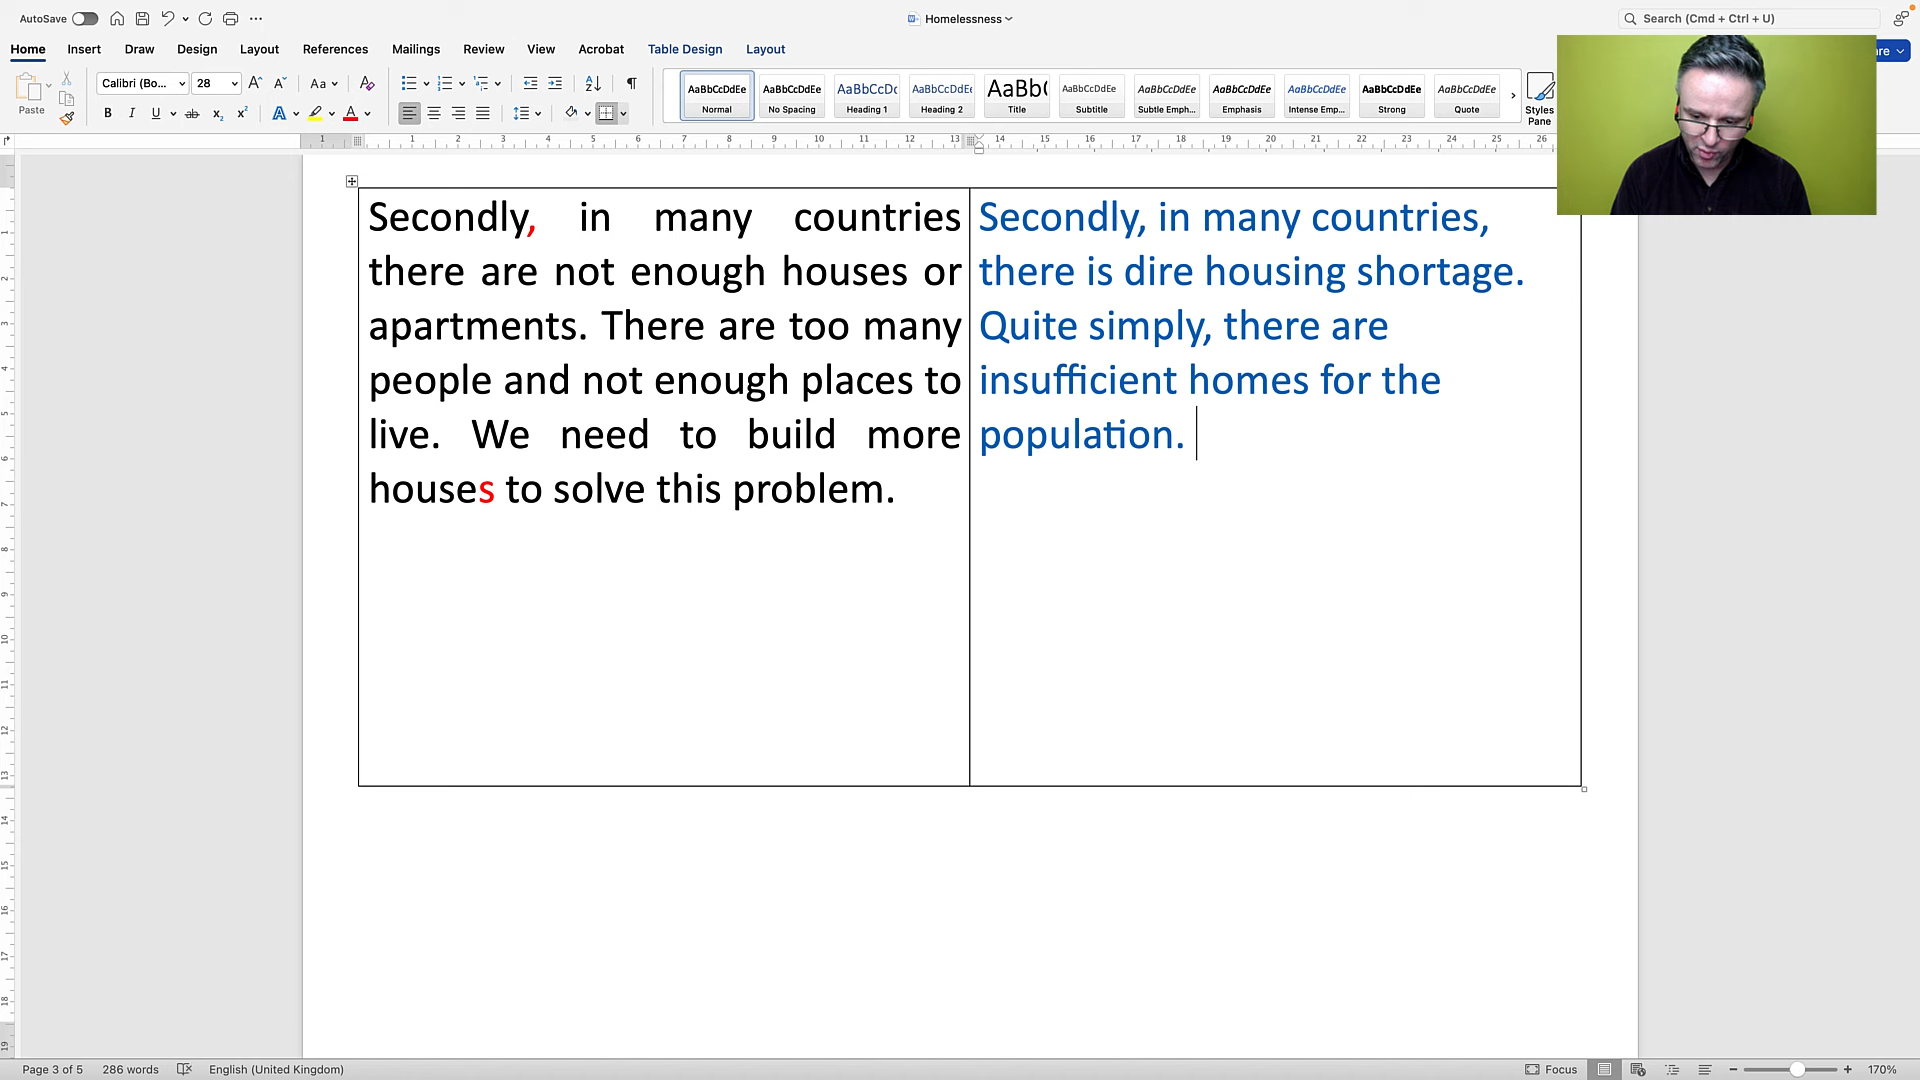 AutoSave
Homelessness
Search (Cmd + Ctrl + U)
Home Insert Draw Design Layout References Mailings Review View Acrobat Table Design Layout
Paste
Calibri (Bo... 28
AaBbCcDdEe AaBbCcDdEe AaBbCcDc AaBbCcDdEe AaBb( AaBbCcDdEe AaBbCcDdEe AaBbCcDdEe AaBbCcDdEe AaBbCcDdEe AaBbCcDdEe
Normal No Spacing Heading 1 Heading 2 Title Subtitle Subtle Emph... Emphasis Intense Emp... Strong Quote
Styles
Pane
Secondly, in many countries
there are not enough houses or
apartments. There are too many
people and not enough places to
live. We need to build more
houses to solve this problem.
Secondly, in many countries,
there is dire housing shortage.
Quite simply, there are
insufficient homes for the
population.
Page 3 of 5 286 words English (United Kingdom) Focus 170%